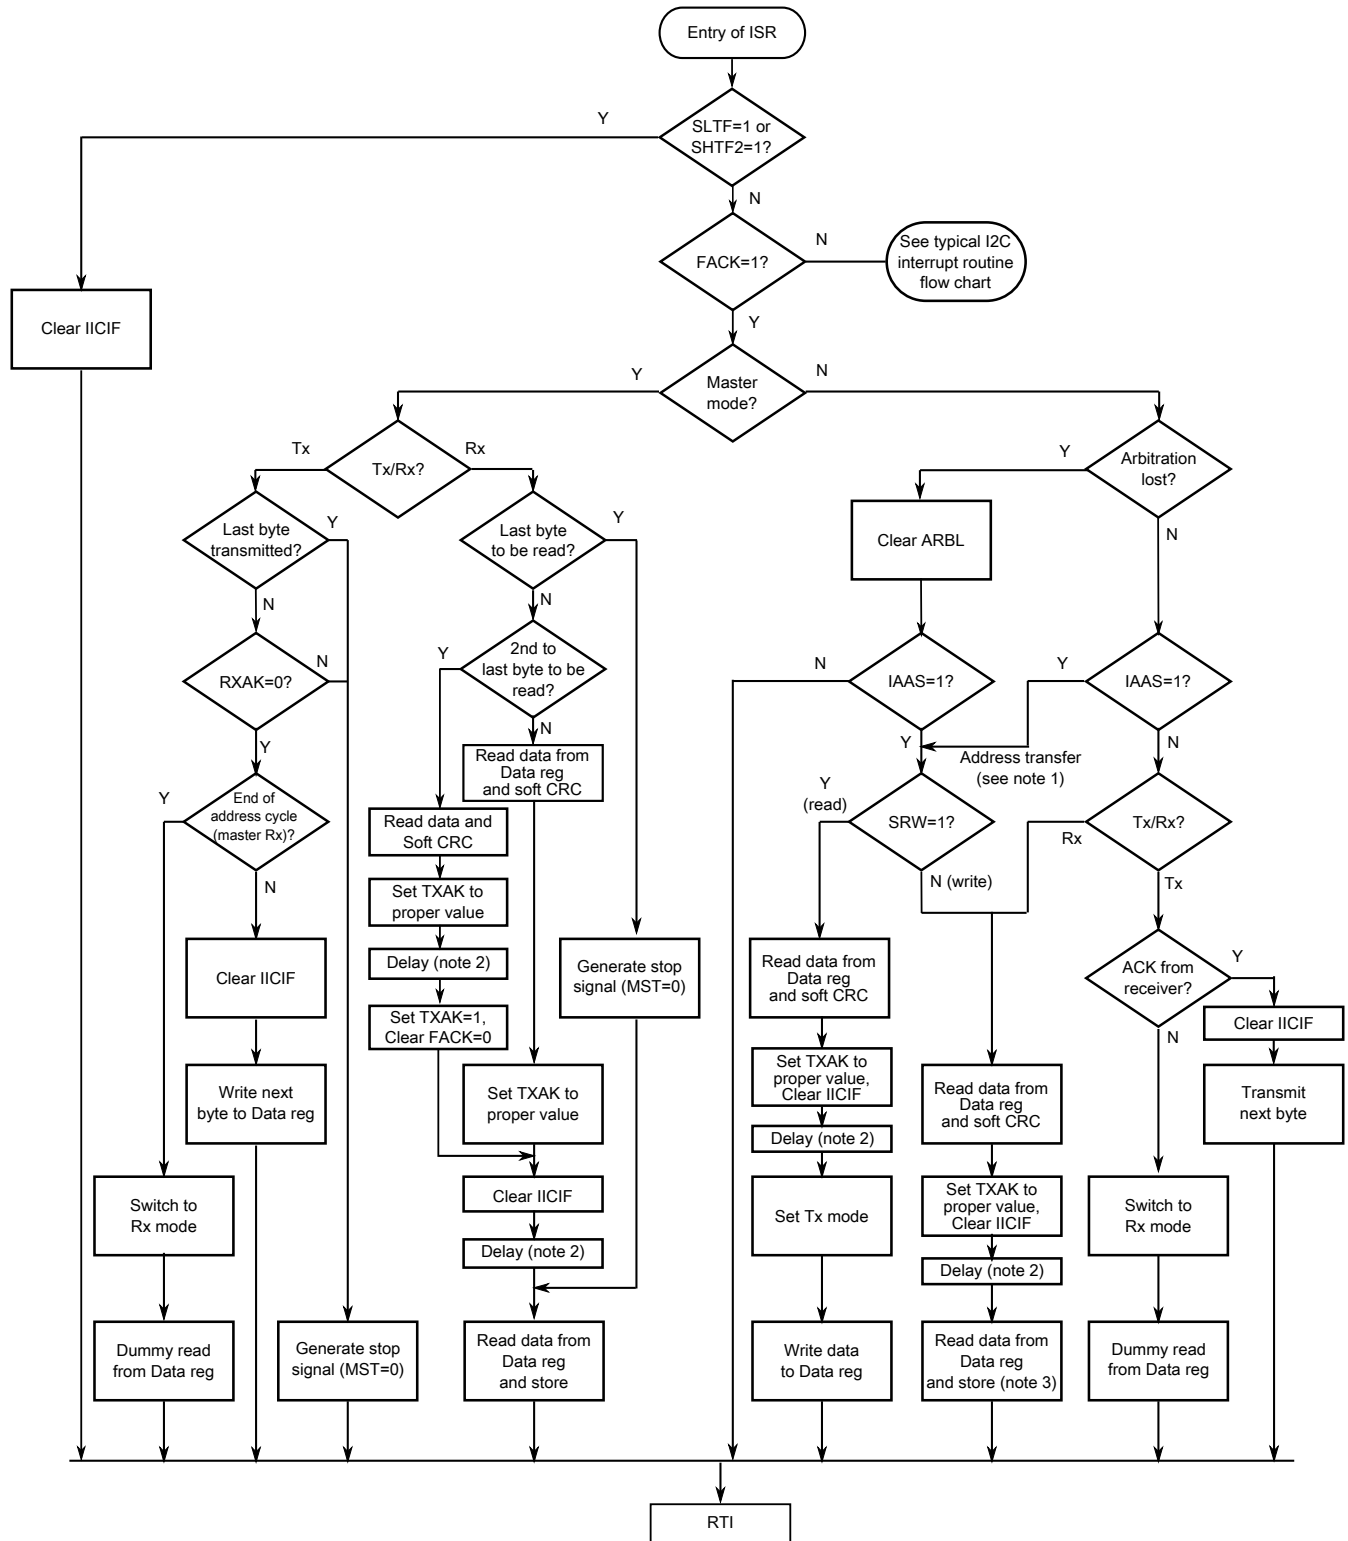 Entry of ISR
Y
SLTF=1 or
SHTF2=1?
N
FACK=1?
N
See typical I2C
interrupt routine
flow chart
Clear IICIF
Y
Y
Master
mode?
N
Tx
Tx/Rx?
Rx
Y
Arbitration
lost?
Last byte
transmitted?
Y
Last byte
to be read?
Y
Clear ARBL
N
N
N
RXAK=0?
N
Y
2nd to
last byte to be
read?
N
IAAS=1?
Y
IAAS=1?
Y
N
Y
N
Read data from
Data reg
and soft CRC
Address transfer
(see note 1)
Y
End of
address cycle
(master Rx)?
Y
(read)
SRW=1?
Rx
Tx/Rx?
Read data and
Soft CRC
N
N (write)
Tx
Set TXAK to
proper value
Clear IICIF
Delay (note 2)
Generate stop
signal (MST=0)
Read data from
Data reg
and soft CRC
ACK from
receiver?
Y
Set TXAK=1,
Clear FACK=0
Clear IICIF
N
Write next
byte to Data reg
Set TXAK to
proper value
Set TXAK to
proper value,
Clear IICIF
Read data from
Data reg
and soft CRC
Transmit
next byte
Delay (note 2)
Switch to
Rx mode
Clear IICIF
Set Tx mode
Set TXAK to
proper value,
Clear IICIF
Switch to
Rx mode
Delay (note 2)
Delay (note 2)
Dummy read
from Data reg
Generate stop
signal (MST=0)
Read data from
Data reg
and store
Write data
to Data reg
Read data from
Data reg
and store (note 3)
Dummy read
from Data reg
RTI